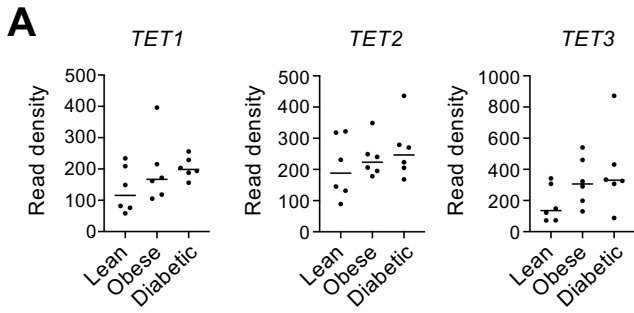 A
TET1
TET2
TET3
Read density
500
400
300
200
100
0
Lean
Obese
Diabetic
Read density
500
400
300
200
100
0
Lean
Obese
Diabetic
Read density
1000
800
600
400
200
0
Lean
Obese
Diabetic